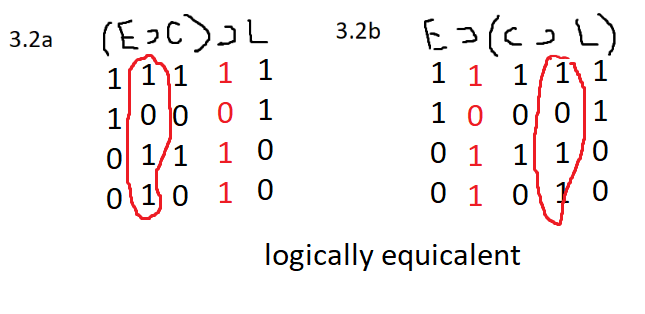 3.2a (E⊃C)⊃L 3.2b E⊃(C⊃L)
1 1 1 1 1 1 1 1 1 1
1 0 0 0 1 1 0 0 0 1
0 1 1 1 0 0 1 1 1 0
0 1 0 1 0 0 1 0 1 0
logically equicalent